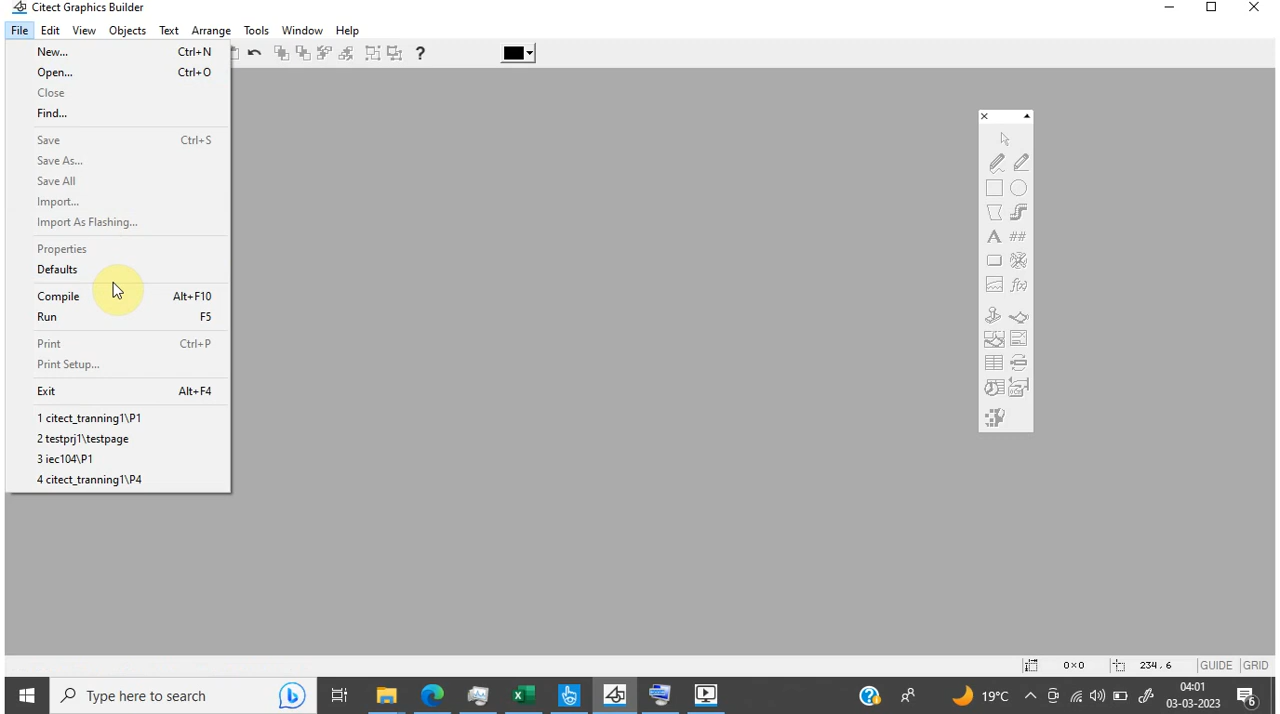 Citect Graphics Builder
File Edit View Objects Text Arrange Tools Window Help
New... Ctrl+N
Open... Ctrl+O
Close
Find...
Save Ctrl+S
Save As...
Save All
Import...
Import As Flashing...
Properties
Defaults
Compile Alt+F10
Run F5
Print Ctrl+P
Print Setup...
Exit Alt+F4
1 citect_tranning1\P1
2 testprj1\testpage
3 iec104\P1
4 citect_tranning1\P4
A ##
f(x)
0×0 234 , 6 GUIDE GRID
Type here to search 19°C 04:01
03-03-2023 6